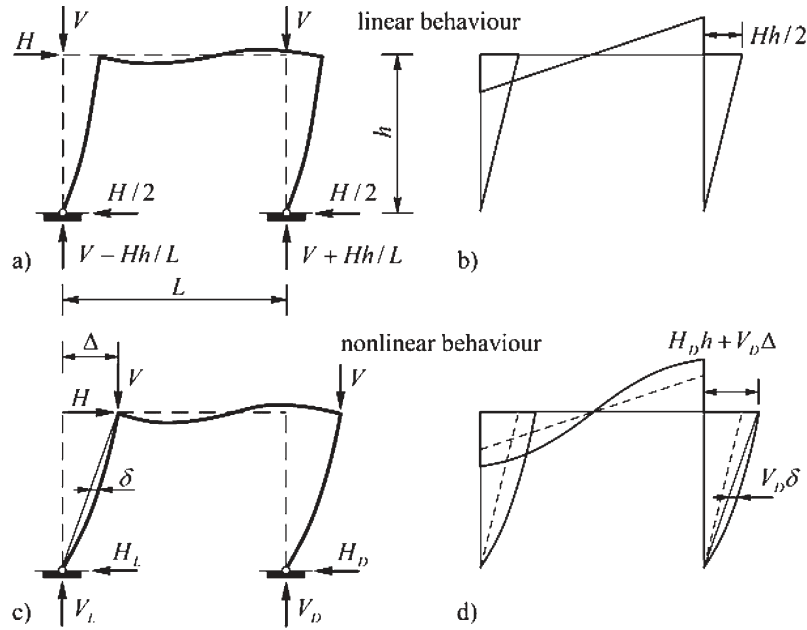 V
V
linear behaviour
H
Hh/2
h
H/2
H/2
a)
V − Hh/L
V + Hh/L
b)
L
Δ
nonlinear behaviour
H_D h + V_D Δ
V
V
H
δ
V_D δ
H_L
H_D
c)
V_L
V_D
d)